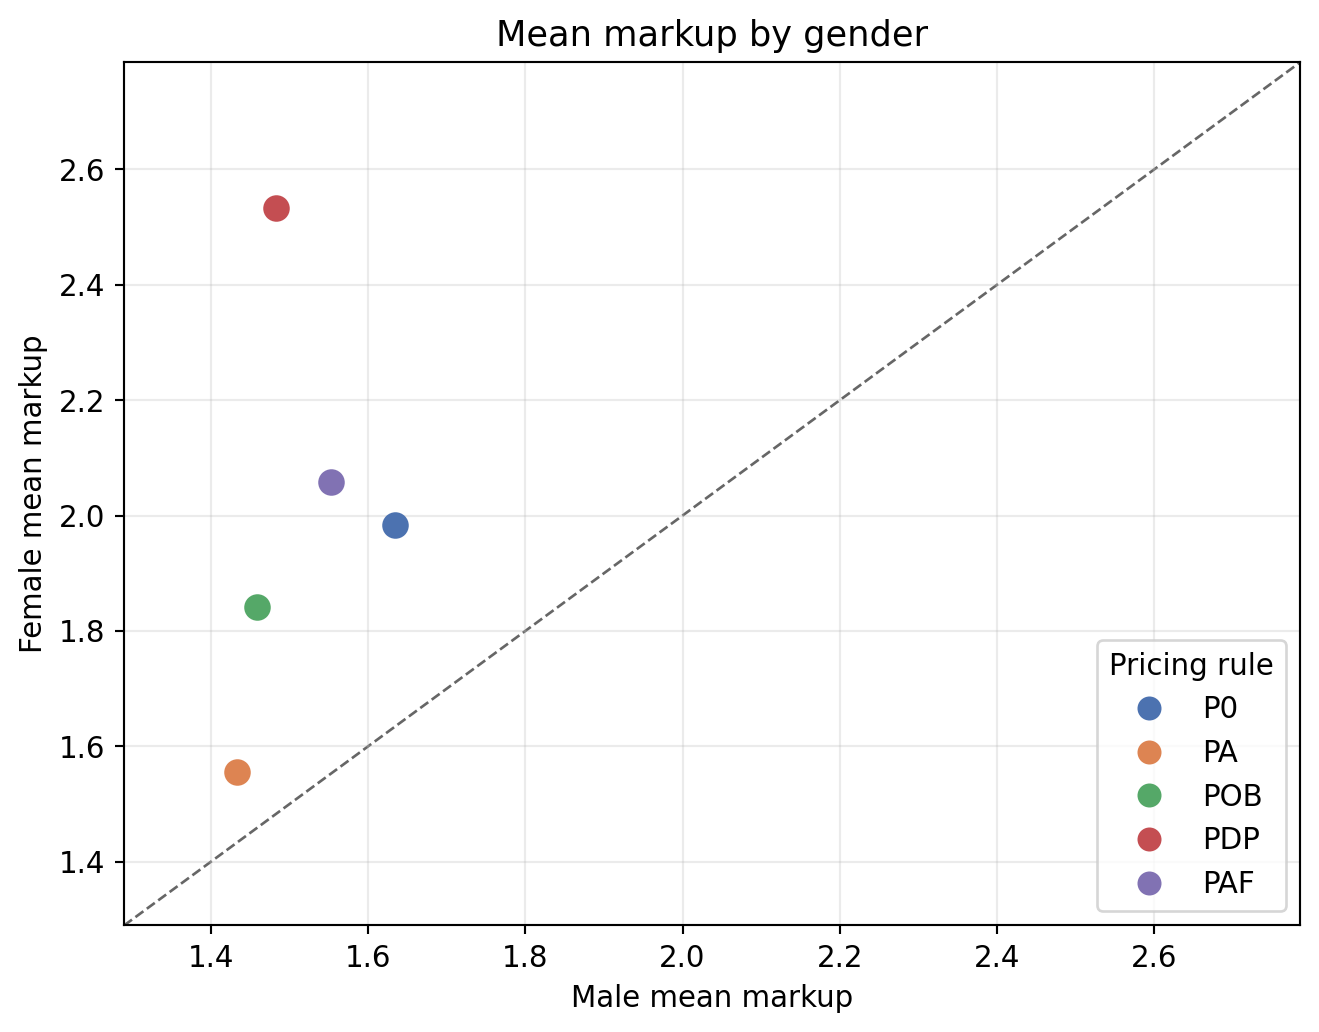 Mean markup by gender
Female mean markup
2.6
2.4
2.2
2.0
1.8
1.6
1.4
1.4 1.6 1.8 2.0 2.2 2.4 2.6
Male mean markup
Pricing rule
P0
PA
POB
PDP
PAF